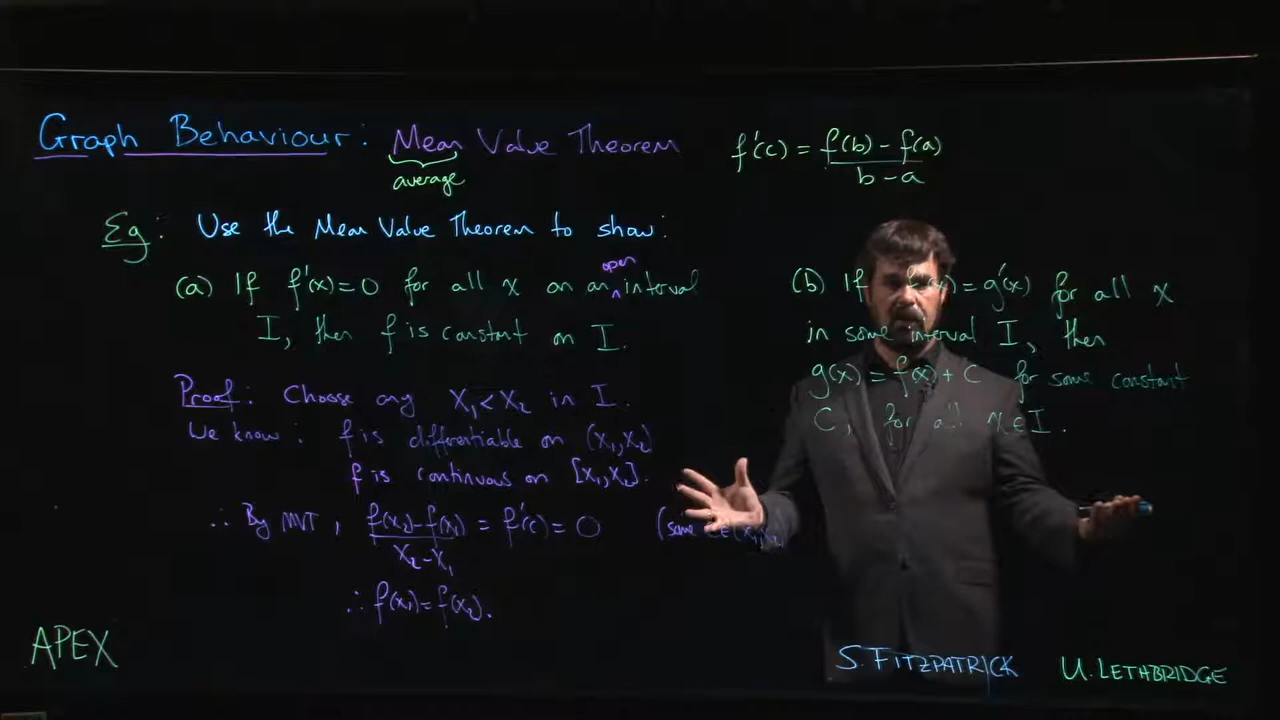 Graph Behaviour: Mean Value Theorem
average
f'(c) = f(b) - f(a) / b - a
Eg: Use the Mean Value Theorem to show:
(a) If f'(x) = 0 for all x on an open interval
I, then f is constant on I.
Proof: Choose any x₁ < x₂ in I.
We know: f is differentiable on (x₁, x₂)
f is continuous on [x₁, x₂].
∴ By MVT, f(x₂) - f(x₁) / x₂ - x₁ = f'(c) = 0 (some c ∈ (x₁, x₂
∴ f(x₁) = f(x₂).
(b) If (x) = g'(x) for all x
in some interval I, then
g(x) = f(x) + C for some constant
C, for all x ∈ I.
APEX
S. FITZPATRICK
U. LETHBRIDGE